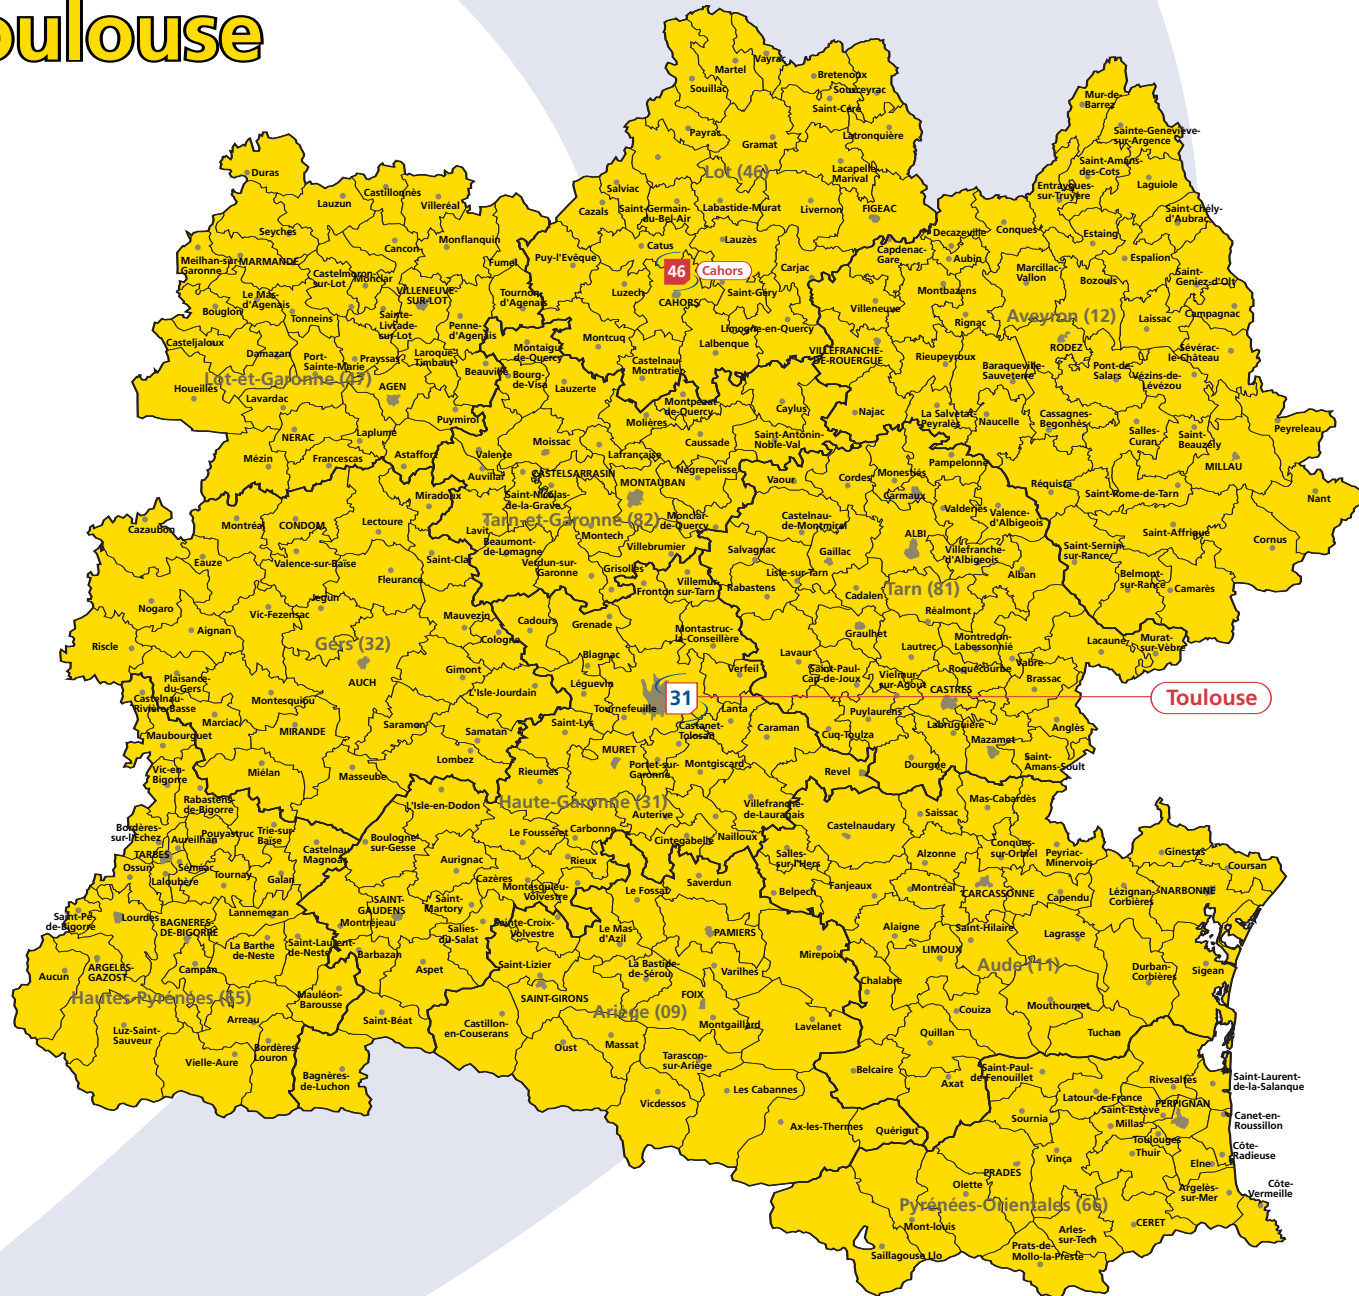 oulouse
Vayrac
Martel
Bretenoux
Souillac
Sousceyrac
Saint-Céré
Mur-de-
Barrez
Payrac
Gramat
Latronquière
Sainte-Geneviève-
sur-Argence
Duras
Lot (46)
Lacapelle-
Marival
Saint-Amans-
des-Cots
Lauzun
Castillonnès
Villeréal
Salviac
Cazals
Saint-Germain-
du-Bel-Air
Labastide-Murat
Livernon
FIGEAC
Entraygues-
sur-Truyère
Laguiole
Saint-Chély-
d'Aubrac
Seyches
Cancon
Monflanquin
Catus
Lauzès
Decazeville
Conques
Estaing
Meilhan-sur-
Garonne
MARMANDE
Fumel
Puy-l'Evêque
46
Cahors
Carjac
Capdenac-
Gare
Aubin
Espalion
Castelmoron-
sur-Lot
Monclar
Marcillac-
Vallon
Bozouls
Saint-
Geniez-d'Olt
Le Mas-
d'Agenais
VILLENEUVE-
SUR-LOT
Tournon-
d'Agenais
Luzech
CAHORS
Saint-Géry
Montbazens
Bouglon
Tonneins
Sainte-
Livrade-
sur-Lot
Penne-
d'Agenais
Limogne-en-Quercy
Villeneuve
Rignac
Aveyron (12)
Laissac
Campagnac
Casteljaloux
Damazan
Port-
Sainte-Marie
Prayssas
Laroque-
Timbaut
Beauville
Montaigu-
de-Quercy
Montcuq
Lalbenque
VILLEFRANCHE-
DE-ROUERGUE
Rieupeyroux
RODEZ
Sévérac-
le-Château
Lot-et-Garonne (47)
Houeillès
Lavardac
AGEN
Bourg-
de-Visa
Lauzerte
Castelnau-
Montratier
Baraqueville-
Sauveterre
Pont-de-
Salars
Vézins-de-
Lévézou
Puymirol
Montpezat-
de-Quercy
Molières
Caylus
Najac
La Salvetat-
Peyralès
Naucelle
Cassagnes-
Begonhès
Peyreleau
NERAC
Laplume
Moissac
Caussade
Saint-Antonin-
Noble-Val
Salles-
Curan
Saint-
Beauzély
Mézin
Francescas
Astaffort
Valence
Lafrançaise
Pampelonne
MILLAU
Auvillar
CASTELSARRASIN
Nègrepelisse
Vaour
Cordes
Monestiès
Réquista
MONTAUBAN
Carmaux
Saint-Rome-de-Tarn
Nant
Miradoux
Saint-Nicolas-
de-la-Grave
Valderiès
Valence-
d'Albigeois
Cazaubon
Montréal
CONDOM
Lectoure
Tarn-et-Garonne (82)
Monclar-
de-Quercy
Castelnau-
de-Montmiral
Lavit
Montech
ALBI
Saint-Affrique
Cornus
Beaumont-
de-Lomagne
Villebrumier
Salvagnac
Gaillac
Villefranche-
d'Albigeois
Saint-Sernin-
sur-Rance
Eauze
Valence-sur-Baïse
Saint-Clar
Verdun-sur-
Garonne
Grisolles
Lisle-sur-Tarn
Alban
Fleurance
Villemur-
sur-Tarn
Fronton
Rabastens
Cadalen
Tarn (81)
Belmont-
sur-Rance
Camarès
Nogaro
Jegun
Vic-Fezensac
Mauvezin
Cadours
Grenade
Réalmont
Aignan
Cologne
Montastruc-
la-Conseillère
Graulhet
Montredon-
Labessonnié
Lacaune
Murat-
sur-Vèbre
Riscle
Gers (32)
Blagnac
Lavaur
Lautrec
AUCH
Gimont
Verfeil
Saint-Paul-
Cap-de-Joux
Vielmur-
sur-Agout
Roquecourbe
Vabre
Plaisance-
du-Gers
L'Isle-Jourdain
Léguevin
Brassac
Castelnau-
Rivière-Basse
Montesquiou
31
CASTRES
Toulouse
Marciac
Tournefeuille
Lanta
Puylaurens
Maubourguet
MIRANDE
Saramon
Samatan
Saint-Lys
Castanet-
Tolosan
Caraman
Cuq-Toulza
Labruguière
Anglès
Lombez
MURET
Mazamet
Vic-en-
Bigorre
Miélan
Masseube
Rieumes
Portet-sur-
Garonne
Montgiscard
Revel
Dourgne
Saint-
Amans-Soult
Rabastens-
de-Bigorre
L'Isle-en-Dodon
Haute-Garonne (31)
Auterive
Villefranche-
de-Lauragais
Mas-Cabardès
Saissac
Bordères-
sur-l'Echez
Aureilhan
Pouyastruc
Trie-sur-
Baïse
Boulogne-
sur-Gesse
Le Fousseret
Carbonne
Cintegabelle
Nailloux
Castelnaudary
TARBES
Castelnau-
Magnoac
Aurignac
Rieux
Salles-
sur-l'Hers
Alzonne
Conques-
sur-Orbiel
Peyriac-
Minervois
Ginestas
Coursan
Ossun
Séméac
Laloubère
Tournay
Galan
Cazères
Montesquieu-
Volvestre
Le Fossat
Saverdun
Belpech
Fanjeaux
Montréal
CARCASSONNE
Capendu
Lézignan-
Corbières
NARBONNE
Saint-Pé-
de-Bigorre
Lourdes
BAGNERES-
DE-BIGORRE
Lannemezan
SAINT-
GAUDENS
Montréjeau
Saint-
Martory
Sainte-Croix-
Volvestre
Le Mas-
d'Azil
PAMIERS
Alaigne
Saint-Hilaire
Lagrasse
La Barthe-
de-Neste
Saint-Laurent-
de-Neste
Salies-
du-Salat
Barbazan
Mirepoix
LIMOUX
Aucun
ARGELES-
GAZOST
Campan
Aspet
Saint-Lizier
La Bastide-
de-Sérou
Varilhes
Chalabre
Aude (11)
Durban-
Corbières
Sigean
Hautes-Pyrénées (65)
Mauléon-
Barousse
SAINT-GIRONS
FOIX
Ariège (09)
Couiza
Mouthoumet
Arreau
Saint-Béat
Castillon-
en-Couserans
Montgaillard
Lavelanet
Luz-Saint-
Sauveur
Quillan
Tuchan
Vielle-Aure
Bordères-
Louron
Oust
Massat
Tarascon-
sur-Ariège
Bagnères-
de-Luchon
Les Cabannes
Belcaire
Axat
Saint-Paul-
de-Fenouillet
Rivesaltes
Saint-Laurent-
de-la-Salanque
Vicdessos
Latour-de-France
Saint-Estève
PERPIGNAN
Ax-les-Thermes
Quérigut
Sournia
Millas
Canet-en-
Roussillon
Toulouges
Thuir
Côte-
Radieuse
Vinça
PRADES
Elne
Olette
Argelès-
sur-Mer
Côte-
Vermeille
Pyrénées-Orientales (66)
Mont-louis
CERET
Arles-
sur-Tech
Saillagouse Llo
Prats-de-
Mollo-la-Preste